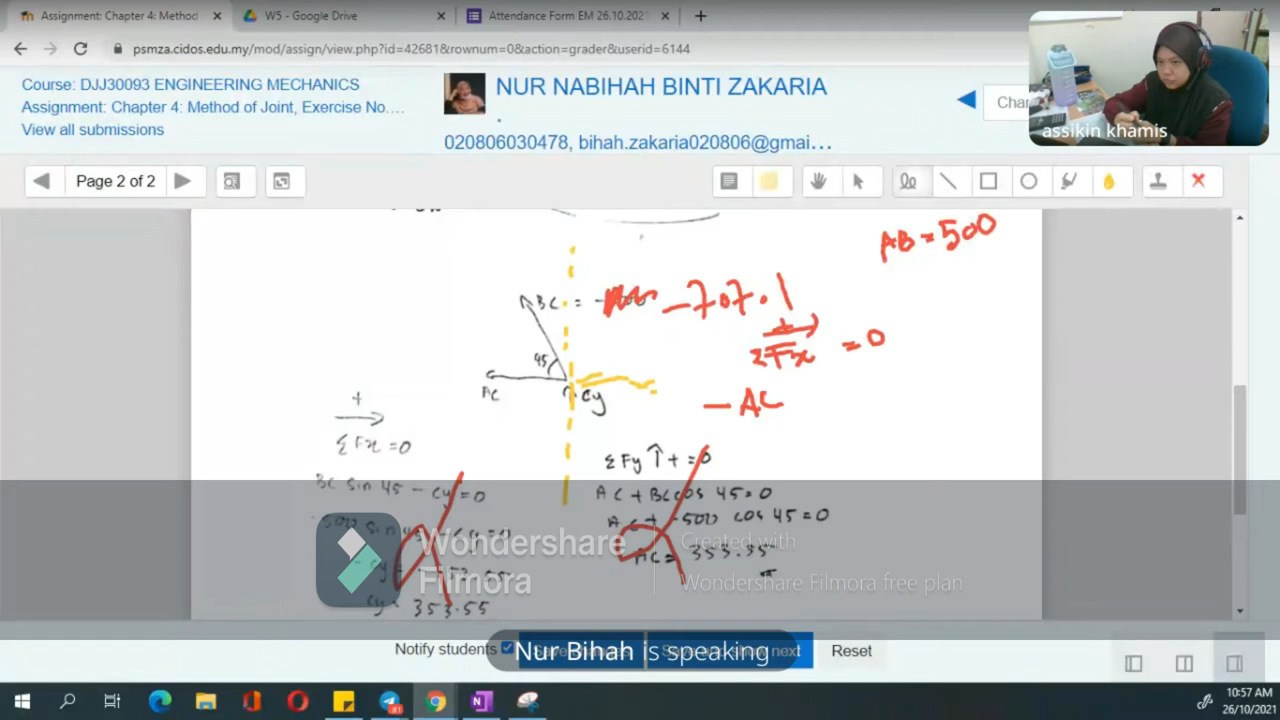 Assignment: Chapter 4: Method
W5 - Google Drive
Attendance Form EM 26.10.202
psmza.cidos.edu.my/mod/assign/view.php?id=42681&rownum=0&action=grader&userid=6144
Course: DJJ30093 ENGINEERING MECHANICS
Assignment: Chapter 4: Method of Joint, Exercise No....
View all submissions
NUR NABIHAH BINTI ZAKARIA
.
020806030478, bihah.zakaria020806@gmai...
Chan
assikin khamis
Page 2 of 2
AB = 500
BC = -707.1
+
ΣFx = 0
45
AC
Cy
- AC
+
ΣFx = 0
BC sin 45 - Cy = 0
Cy = 353.55
ΣFy ↑ + = 0
AC + BC cos 45 = 0
AC + -500 cos 45 = 0
AC = 353.55
Wondershare
Filmora
Created with
Wondershare Filmora free plan
Notify students
Nur Bihah is speaking
next
Reset
10:57 AM
26/10/2021